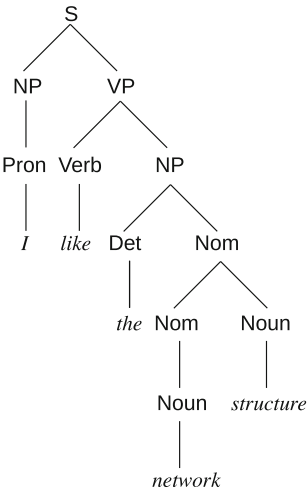 S
NP VP
Pron Verb NP
I like Det Nom
the Nom Noun
Noun structure
network